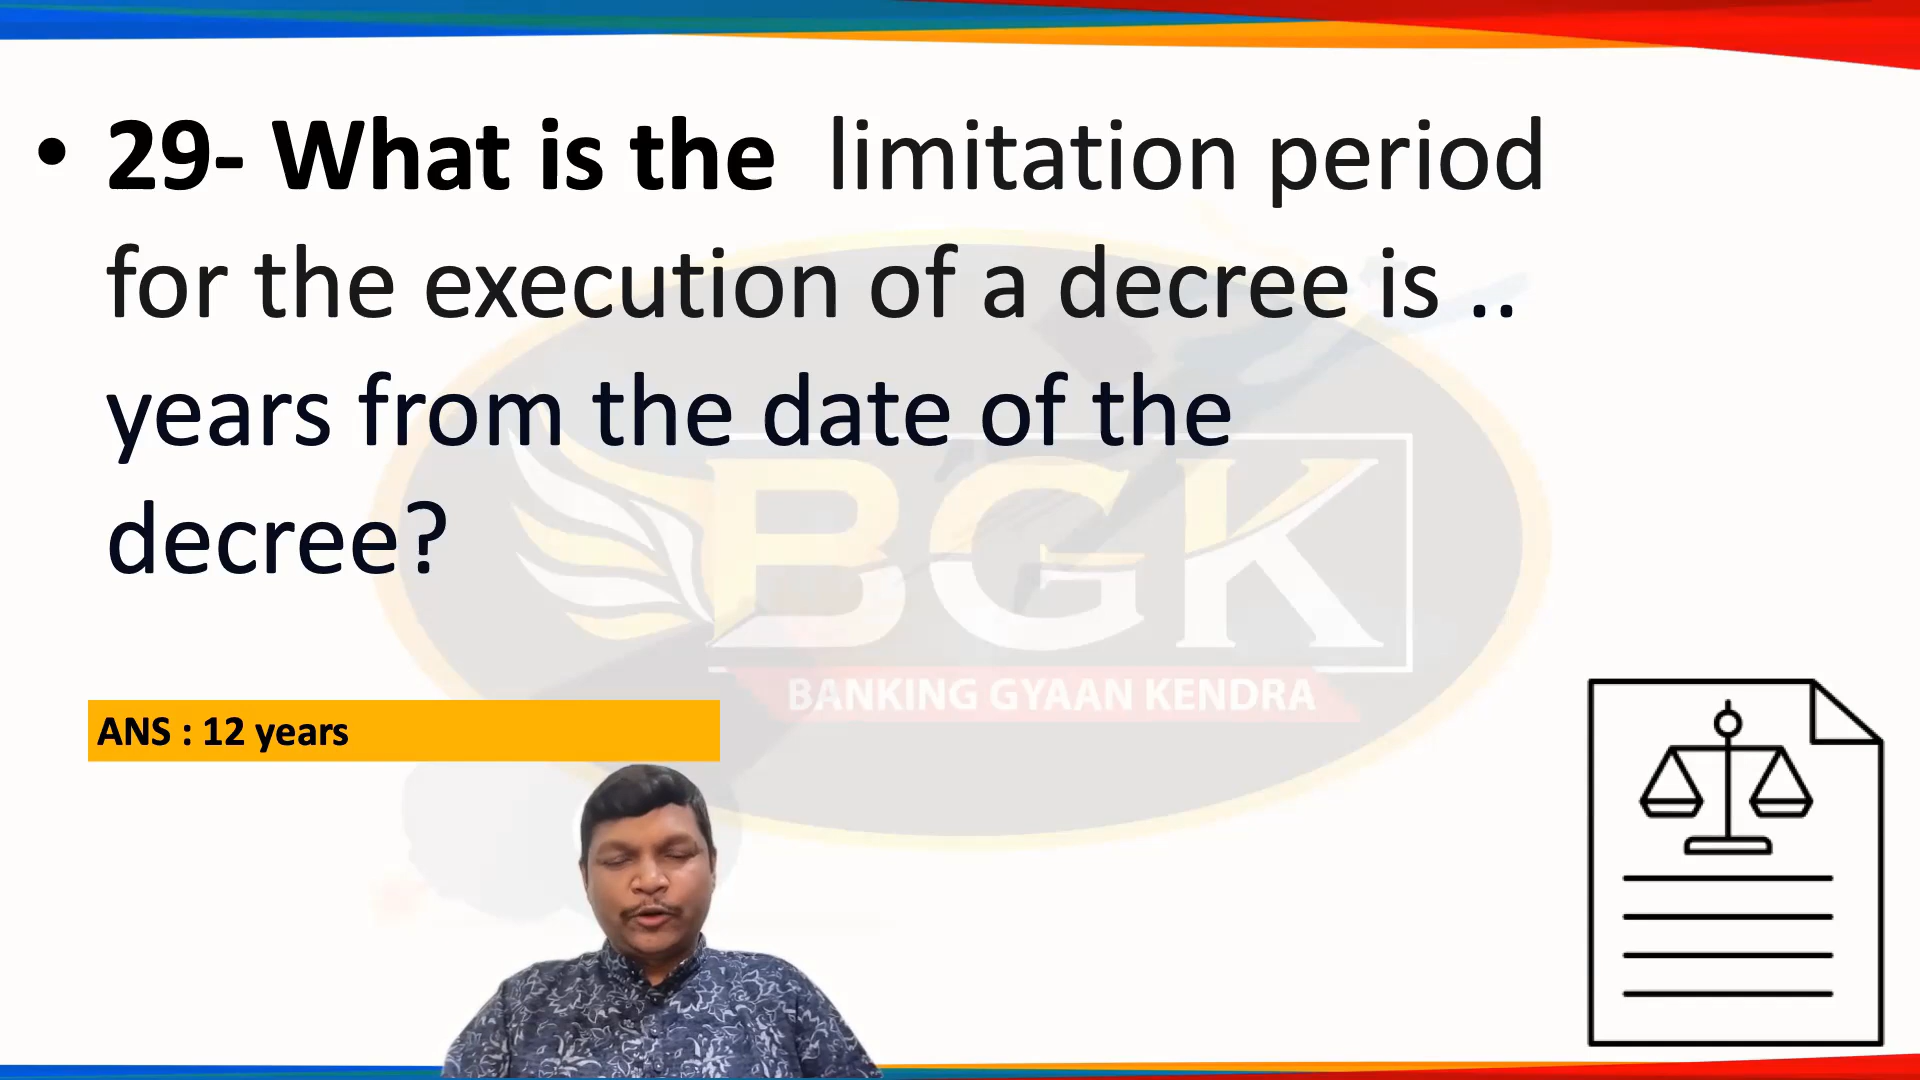 • 29- What is the limitation period
for the execution of a decree is ..
years from the date of the
decree?
BGK
BANKING GYAAN KENDRA
ANS : 12 years